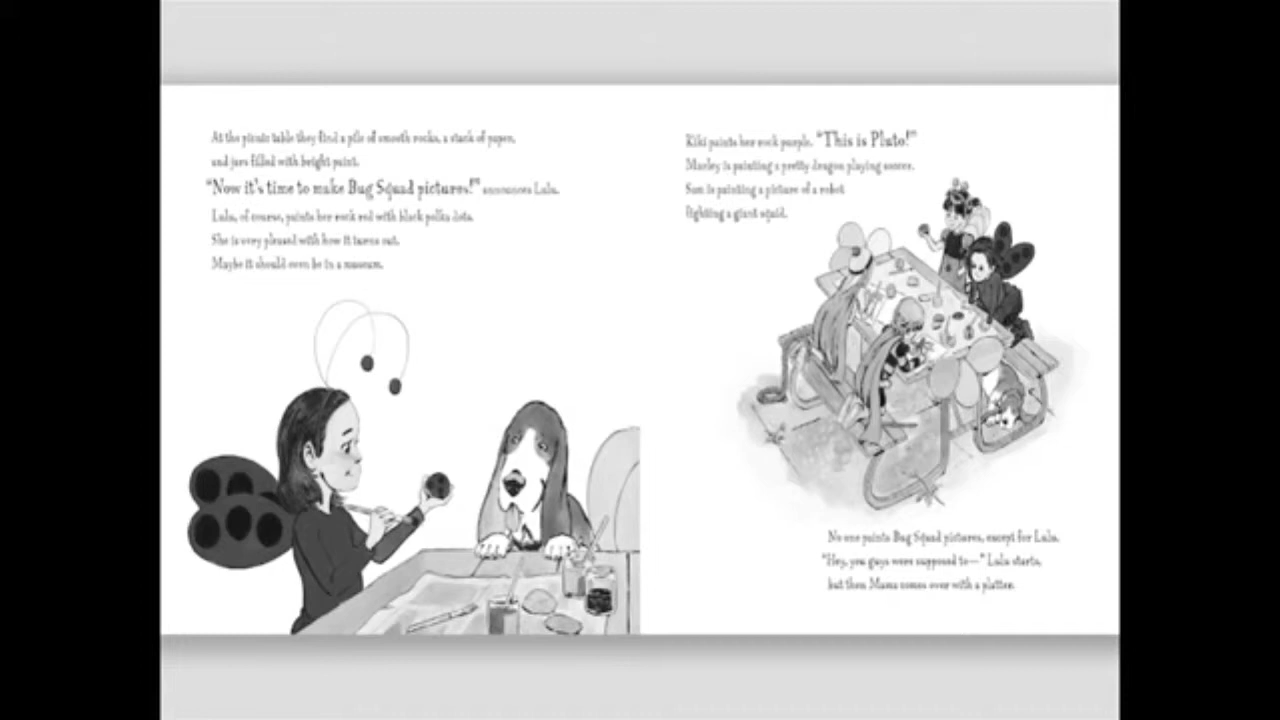 At the picnic table they find a pile of smooth rocks, a stack of papers,
and jars filled with bright paint.
"Now it's time to make Bug Squad pictures!" announces Lulu.
Lulu, of course, paints her rock red with black polka dots.
She is very pleased with how it turns out.
Maybe it should even be in a museum.
Kiki paints her rock purple. "This is Pluto!"
Marley is painting a pretty dragon playing soccer.
Sam is painting a picture of a robot
fighting a giant squid.
No one paints Bug Squad pictures, except for Lulu.
"Hey, you guys were supposed to—" Lulu starts,
but then Mama comes over with a platter.